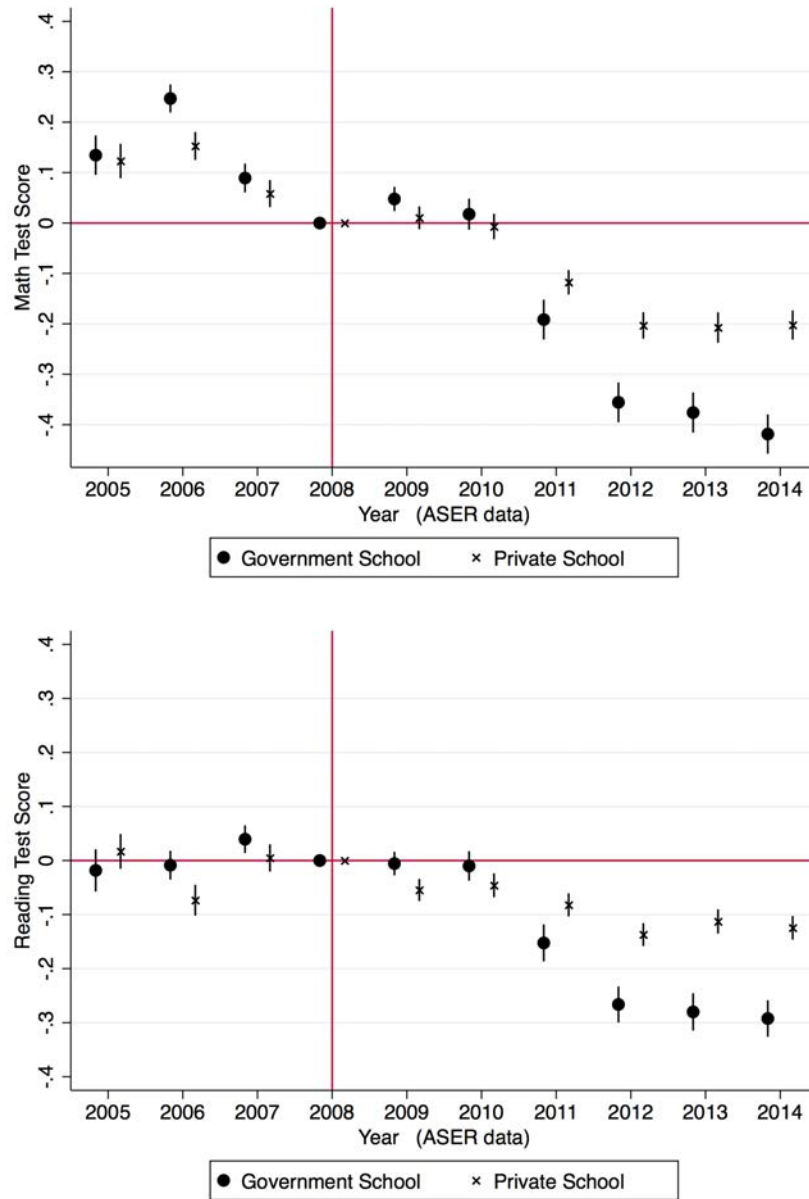 .4
.3
.2
.1
0
-.1
-.2
-.3
-.4
Math Test Score
2005 2006 2007 2008 2009 2010 2011 2012 2013 2014
Year (ASER data)
Government School Private School
.4
.3
.2
.1
0
-.1
-.2
-.3
-.4
Reading Test Score
2005 2006 2007 2008 2009 2010 2011 2012 2013 2014
Year (ASER data)
Government School Private School